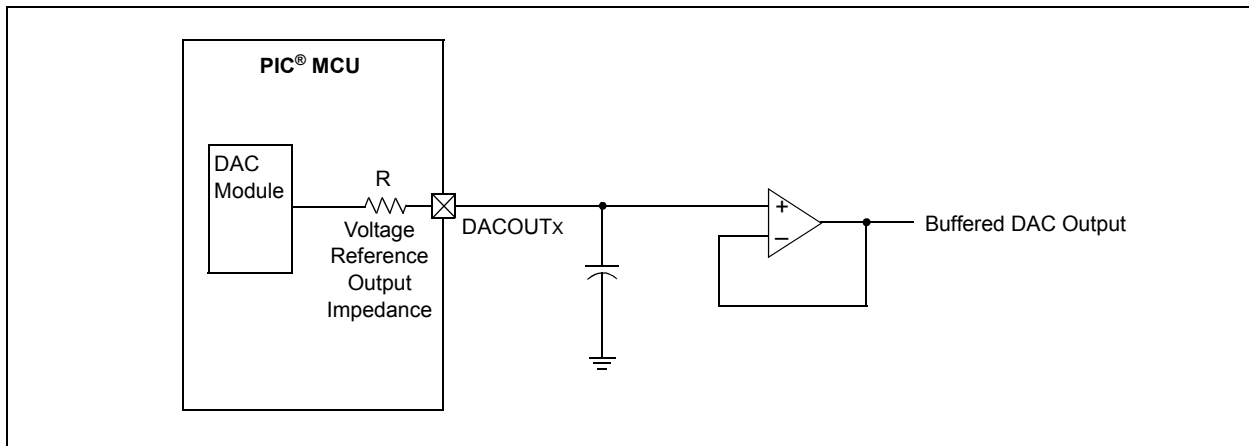 PIC® MCU
DAC
Module
R
Voltage
Reference
Output
Impedance
DACOUTX
+
–
Buffered DAC Output